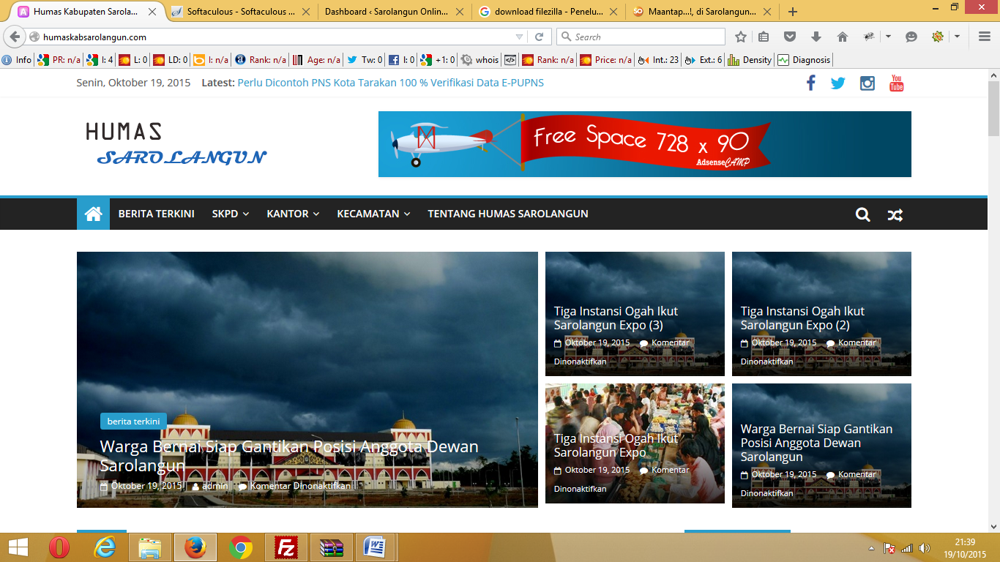 Humas Kabupaten Sarola...
Softaculous - Softaculous ...
Dashboard ‹ Sarolangun Onlin...
download filezilla - Penelu...
Maantap...!, di Sarolangun...
humaskabsarolangun.com
Search
Info
PR: n/a
I: 4
L: 0
LD: 0
I: n/a
Rank: n/a
Age: n/a
Tw: 0
I: 0
+1: 0
whois
Rank: n/a
Price: n/a
Int.: 23
Ext.: 6
Density
Diagnosis
Senin, Oktober 19, 2015
Latest: Perlu Dicontoh PNS Kota Tarakan 100 % Verifikasi Data E-PUPNS
You
Tube
HUMAS
SAROLANGUN
Free Space 728 x 90
AdsenseCAMP
BERITA TERKINI
SKPD
KANTOR
KECAMATAN
TENTANG HUMAS SAROLANGUN
berita terkini
Warga Bernai Siap Gantikan Posisi Anggota Dewan
Sarolangun
Oktober 19, 2015 admin Komentar Dinonaktifkan
Tiga Instansi Ogah Ikut
Sarolangun Expo (3)
Oktober 19, 2015 Komentar
Dinonaktifkan
Tiga Instansi Ogah Ikut
Sarolangun Expo (2)
Oktober 19, 2015 Komentar
Dinonaktifkan
Tiga Instansi Ogah Ikut
Sarolangun Expo
Oktober 19, 2015 Komentar
Dinonaktifkan
Warga Bernai Siap Gantikan
Posisi Anggota Dewan
Sarolangun
Oktober 19, 2015 Komentar
Dinonaktifkan
21:39
19/10/2015